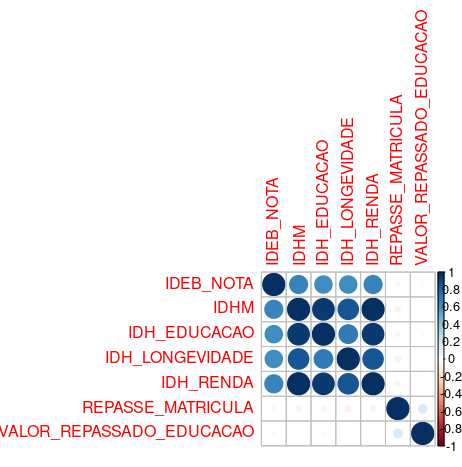 IDEB_NOTA
IDHM
IDH_EDUCACAO
IDH_LONGEVIDADE
IDH_RENDA
REPASSE_MATRICULA
VALOR_REPASSADO_EDUCACAO
IDEB_NOTA
IDHM
IDH_EDUCACAO
IDH_LONGEVIDADE
IDH_RENDA
REPASSE_MATRICULA
VALOR_REPASSADO_EDUCACAO
1
0.8
0.6
0.4
0.2
0
-0.2
-0.4
-0.6
-0.8
-1